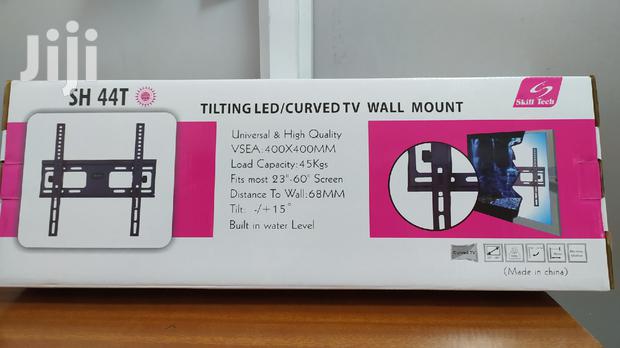 Jiji
SH 44T
TILTING LED/CURVED TV WALL MOUNT
Skill Tech
Universal & High Quality
VSEA: 400X400MM
Load Capacity: 45Kgs
Fits most 23"-60" Screen
Distance To Wall: 68MM
Tilt: -/+15°
Built in water Level
Curved TV
(Made in china)